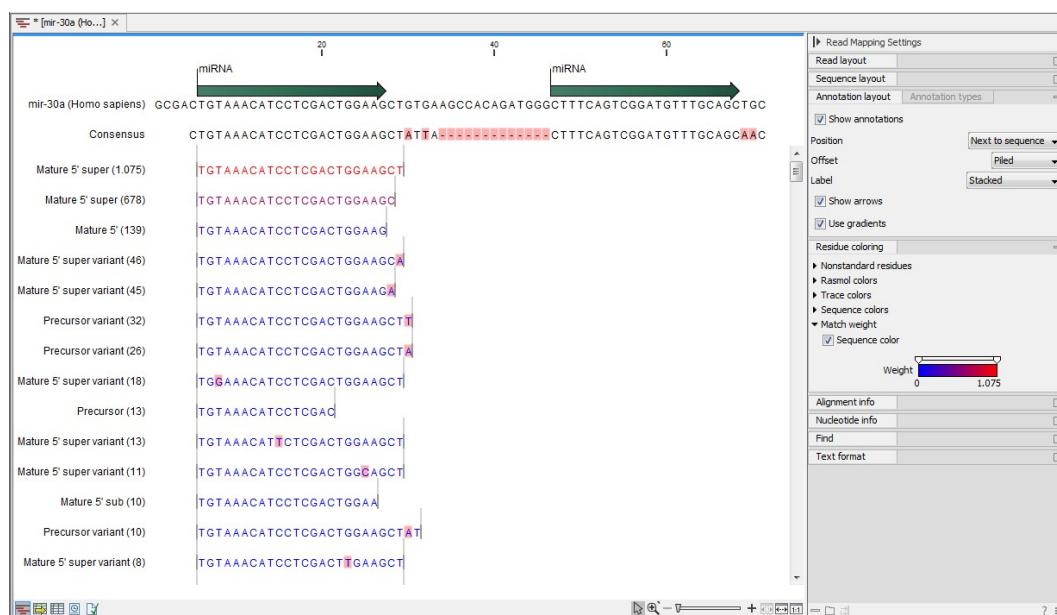 * [mir-30a (Ho...]
20 40 60
miRNA miRNA
mir-30a (Homo sapiens) GCGACTGTAAACATCCTCGACTGGAAGCTGTGAAGCCACAGATGGGCTTTCAGTCGGATGTTTGCAGCTGC
Consensus CTGTAAACATCCTCGACTGGAAGCTATTA-------------CTTTCAGTCGGATGTTTGCAGCAAC
Mature 5' super (1.075) TGTAAACATCCTCGACTGGAAGCT
Mature 5' super (678) TGTAAACATCCTCGACTGGAAGC
Mature 5' (139) TGTAAACATCCTCGACTGGAAG
Mature 5' super variant (46) TGTAAACATCCTCGACTGGAAGCA
Mature 5' super variant (45) TGTAAACATCCTCGACTGGAAGA
Precursor variant (32) TGTAAACATCCTCGACTGGAAGCTT
Precursor variant (26) TGTAAACATCCTCGACTGGAAGCTA
Mature 5' super variant (18) TGGAAACATCCTCGACTGGAAGCT
Precursor (13) TGTAAACATCCTCGAC
Mature 5' super variant (13) TGTAAACATTCTCGACTGGAAGCT
Mature 5' super variant (11) TGTAAACATCCTCGACTGGCAGCT
Mature 5' sub (10) TGTAAACATCCTCGACTGGAA
Precursor variant (10) TGTAAACATCCTCGACTGGAAGCTAT
Mature 5' super variant (8) TGTAAACATCCTCGACTTGAAGCT
Read Mapping Settings
Read layout
Sequence layout
Annotation layout Annotation types
Show annotations
Position Next to sequence
Offset Piled
Label Stacked
Show arrows
Use gradients
Residue coloring
Nonstandard residues
Rasmol colors
Trace colors
Sequence colors
Match weight
Sequence color
Weight
0 1.075
Alignment info
Nucleotide info
Find
Text format
1:1
?